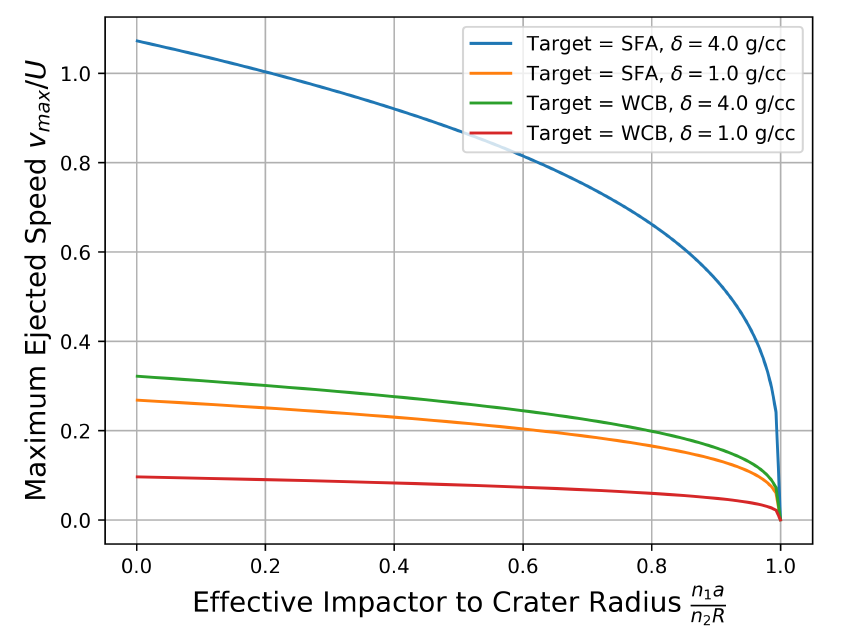 Maximum Ejected Speed v_max/U
1.0
0.8
0.6
0.4
0.2
0.0
Target = SFA, δ = 4.0 g/cc
Target = SFA, δ = 1.0 g/cc
Target = WCB, δ = 4.0 g/cc
Target = WCB, δ = 1.0 g/cc
0.0 0.2 0.4 0.6 0.8 1.0
Effective Impactor to Crater Radius n₁a/n₂R